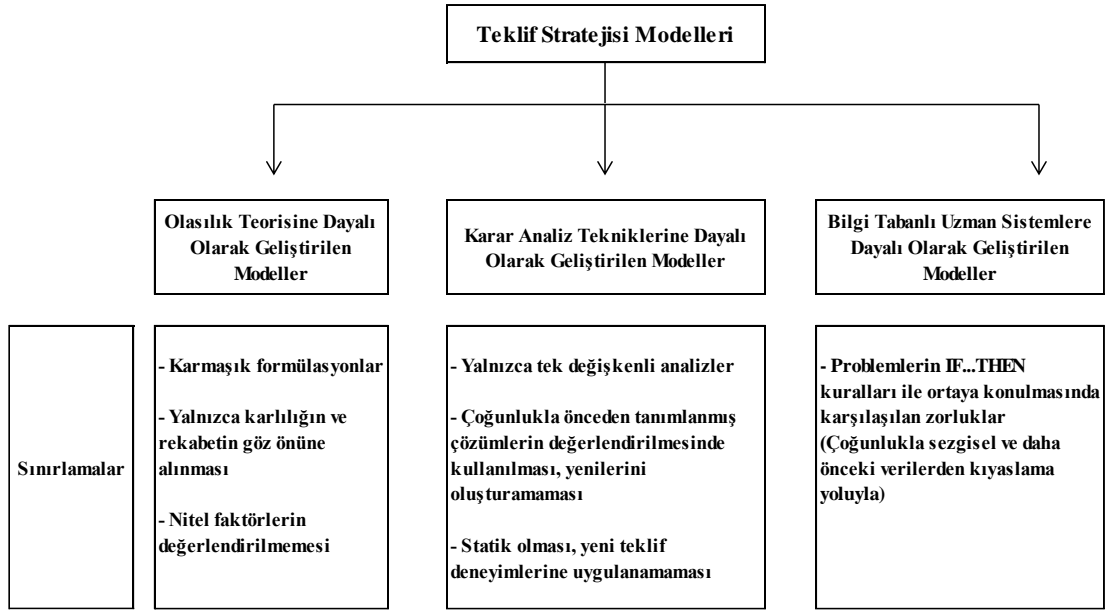 Teklif Stratejisi Modelleri
Olasılık Teorisine Dayalı
Olarak Geliştirilen
Modeller
Karar Analiz Tekniklerine Dayalı
Olarak Geliştirilen Modeller
Bilgi Tabanlı Uzman Sistemlere
Dayalı Olarak Geliştirilen
Modeller
Sınırlamalar
- Karmaşık formülasyonlar
- Yalnızca karlılığın ve
rekabetin göz önüne
alınması
- Nitel faktörlerin
değerlendirilmemesi
- Yalnızca tek değişkenli analizler
- Çoğunlukla önceden tanımlanmış
çözümlerin değerlendirilmesinde
kullanılması, yenilerini
oluşturamaması
- Statik olması, yeni teklif
deneyimlerine uygulanamaması
- Problemlerin IF...THEN
kuralları ile ortaya konulmasında
karşılaşılan zorluklar
(Çoğunlukla sezgisel ve daha
önceki verilerden kıyaslama
yoluyla)